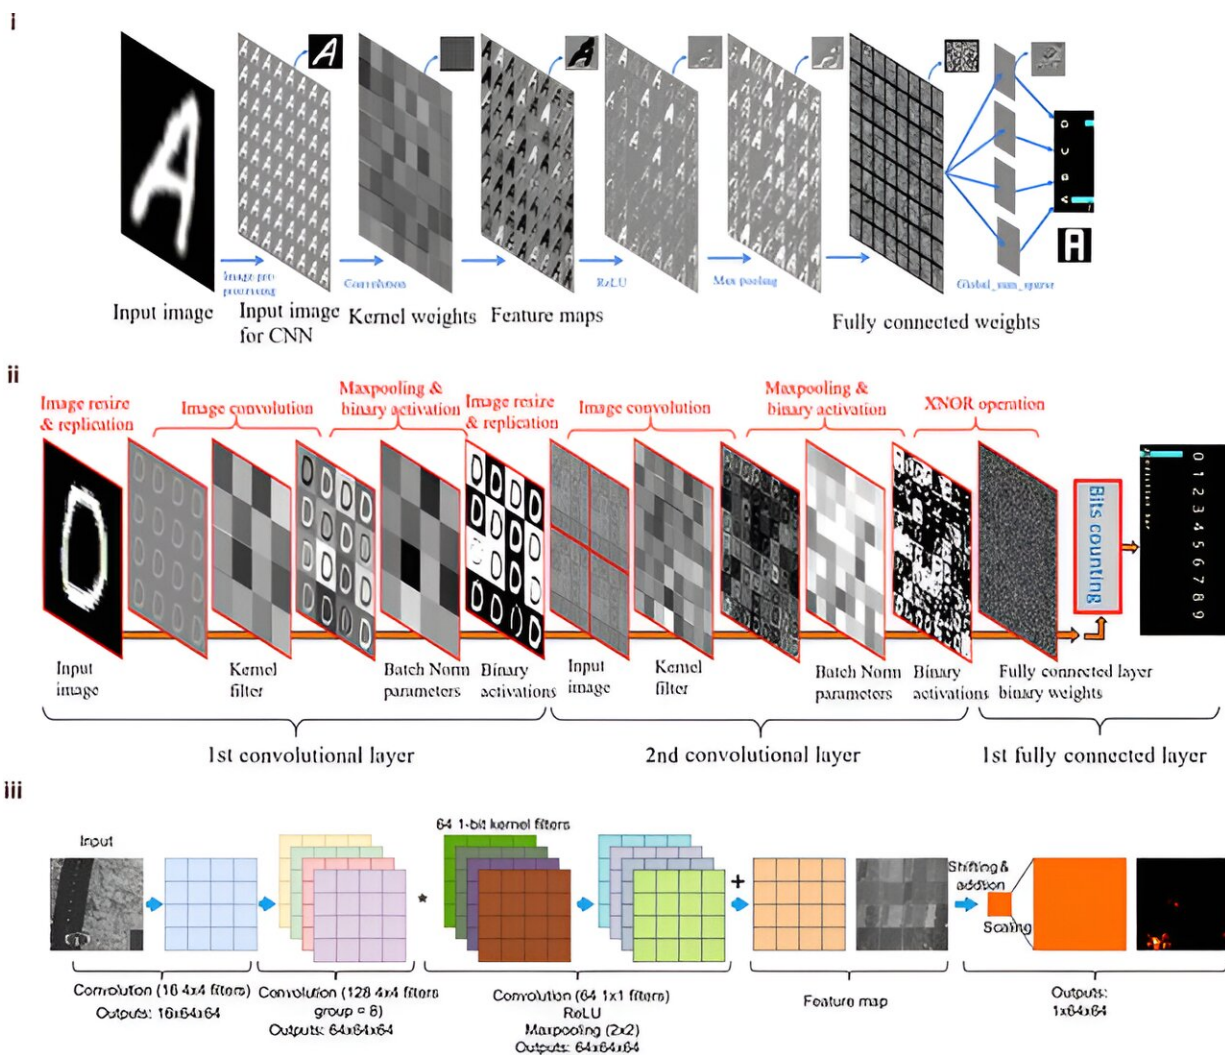 i
Input image
Image pre-
processing
Input image
for CNN
Convolution
Kernel weights
Feature maps
ReLU
Max pooling
Fully connected weights
Global_sum_sparse
A
ii
Image resize
& replication
Image convolution
Maxpooling &
binary activation
Image resize
& replication
Image convolution
Maxpooling &
binary activation
XNOR operation
Bits counting
0 1 2 3 4 5 6 7 8 9
Input
image
Kernel
filter
Batch Norm
parameters
Binary
activations
Input
image
Kernel
filter
Batch Norm
parameters
Binary
activations
Fully connected layer
binary weights
1st convolutional layer
2nd convolutional layer
1st fully connected layer
iii
Input
64 1-bit kernel filters
*
+
Shifting &
addtion
Scaling
Convolution (16 4x4 filters)
Outputs: 16x64x64
Convolution (128 4x4 filters
group = 8)
Outputs: 64x64x64
Convolution (64 1x1 filters)
ReLU
Maxpooling (2x2)
Outputs: 64x64x64
Feature map
Outputs:
1x64x64